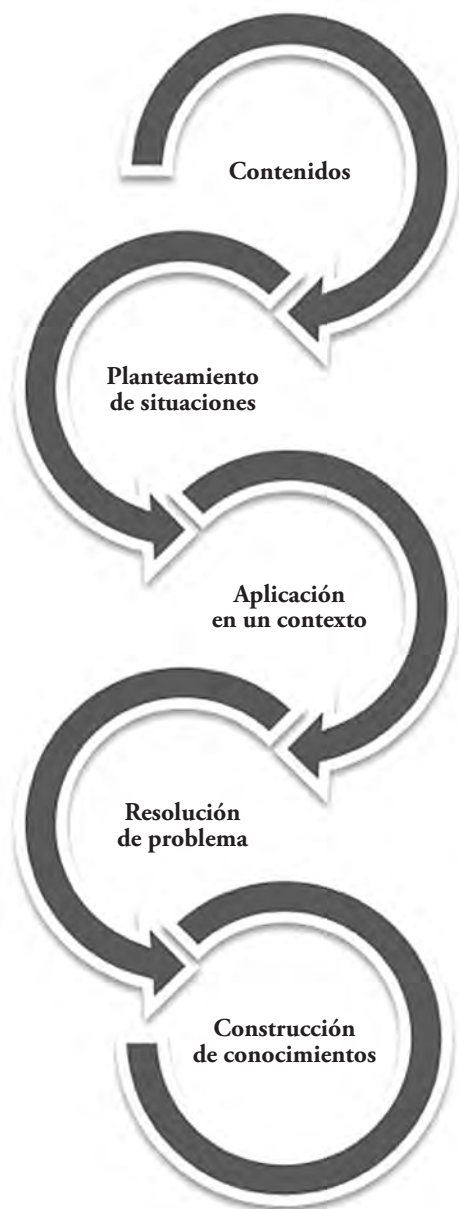 Contenidos
Planteamiento
de situaciones
Aplicación
en un contexto
Resolución
de problema
Construcción
de conocimientos